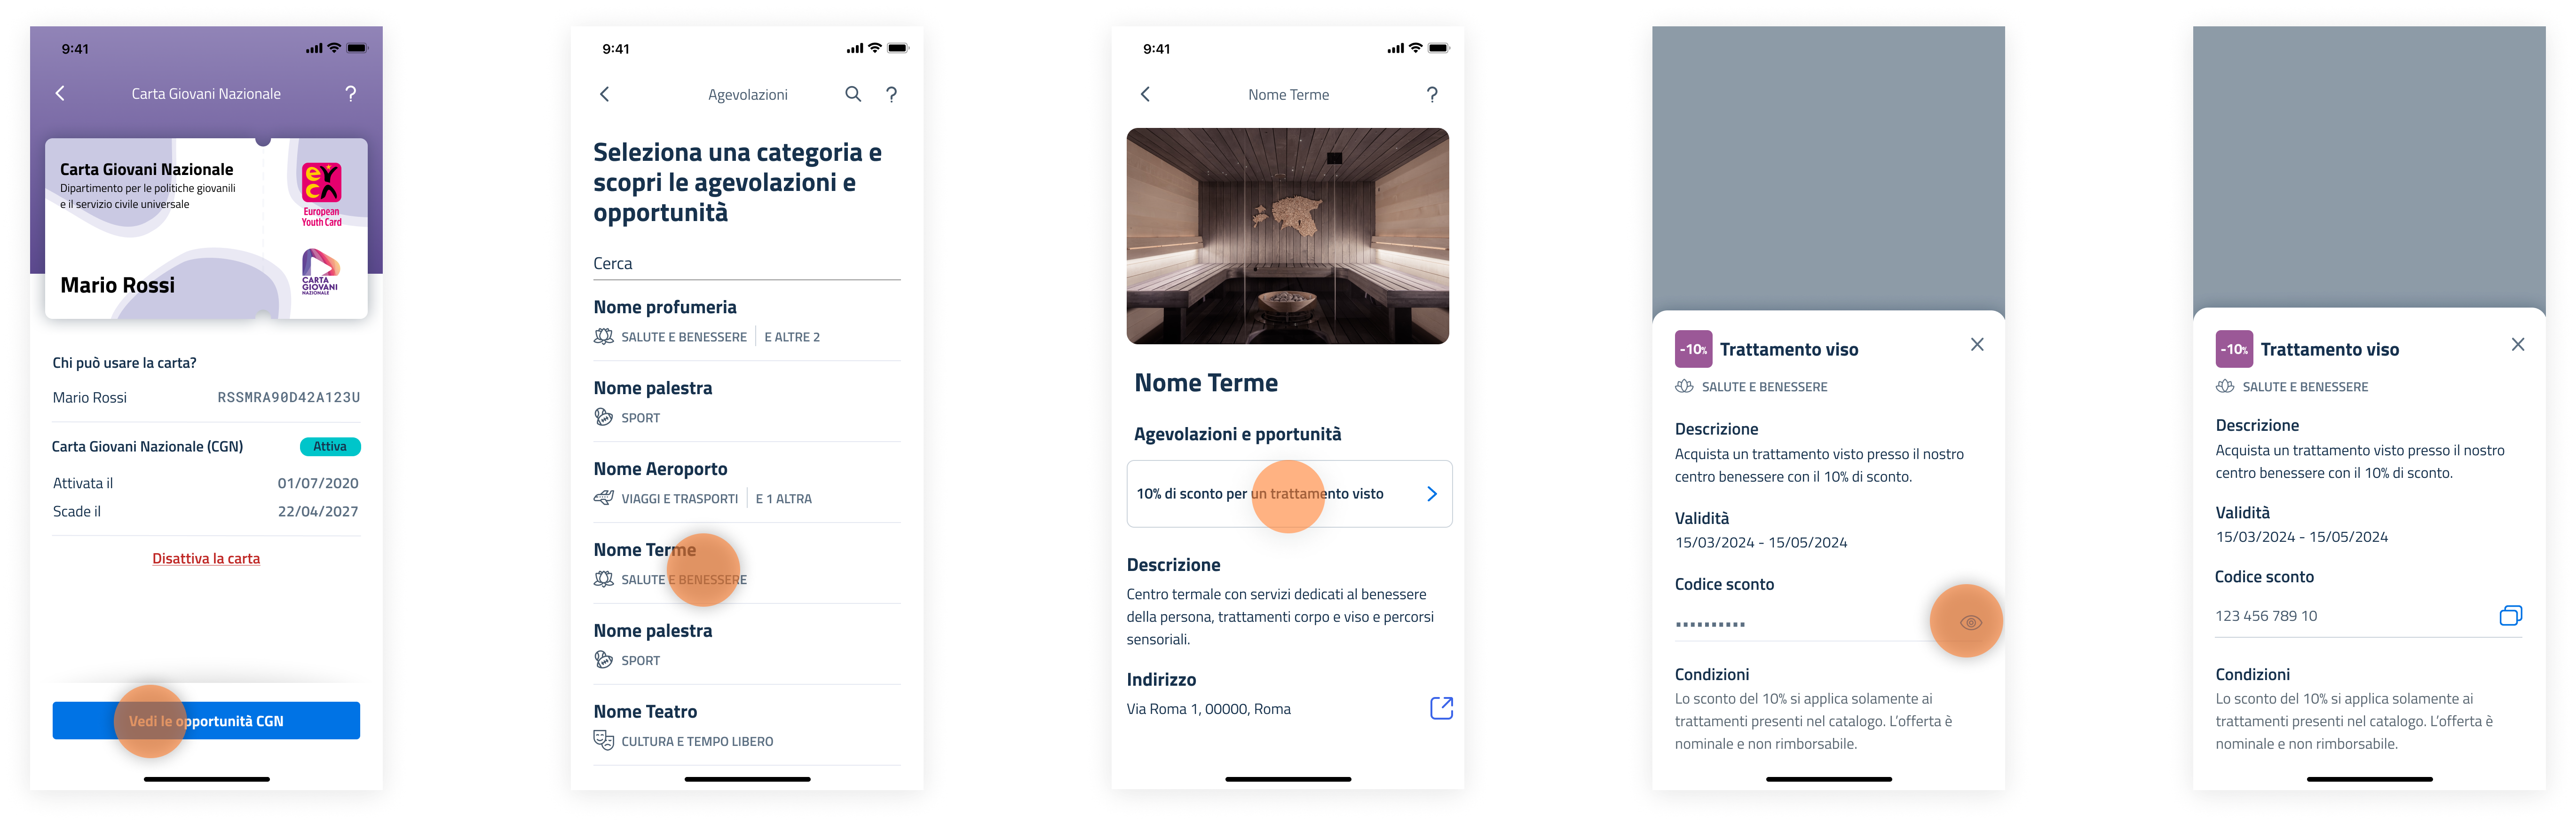 9:41
Carta Giovani Nazionale
?
Carta Giovani Nazionale
Dipartimento per le politiche giovanili
e il servizio civile universale
eyca
European
Youth Card
Mario Rossi
CARTA
GIOVANI
NAZIONALE
Chi può usare la carta?
Mario Rossi RSSMRA90D42A123U
Carta Giovani Nazionale (CGN) Attiva
Attivata il 01/07/2020
Scade il 22/04/2027
Disattiva la carta
Vedi le opportunità CGN
9:41
Agevolazioni
?
Seleziona una categoria e
scopri le agevolazioni e
opportunità
Cerca
Nome profumeria
SALUTE E BENESSERE E ALTRE 2
Nome palestra
SPORT
Nome Aeroporto
VIAGGI E TRASPORTI E 1 ALTRA
Nome Terme
SALUTE E BENESSERE
Nome palestra
SPORT
Nome Teatro
CULTURA E TEMPO LIBERO
9:41
Nome Terme
?
Nome Terme
Agevolazioni e pportunità
10% di sconto per un trattamento visto
Descrizione
Centro termale con servizi dedicati al benessere
della persona, trattamenti corpo e viso e percorsi
sensoriali.
Indirizzo
Via Roma 1, 00000, Roma
-10% Trattamento viso
SALUTE E BENESSERE
Descrizione
Acquista un trattamento visto presso il nostro
centro benessere con il 10% di sconto.
Validità
15/03/2024 - 15/05/2024
Codice sconto
Condizioni
Lo sconto del 10% si applica solamente ai
trattamenti presenti nel catalogo. L'offerta è
nominale e non rimborsabile.
-10% Trattamento viso
SALUTE E BENESSERE
Descrizione
Acquista un trattamento visto presso il nostro
centro benessere con il 10% di sconto.
Validità
15/03/2024 - 15/05/2024
Codice sconto
123 456 789 10
Condizioni
Lo sconto del 10% si applica solamente ai
trattamenti presenti nel catalogo. L'offerta è
nominale e non rimborsabile.